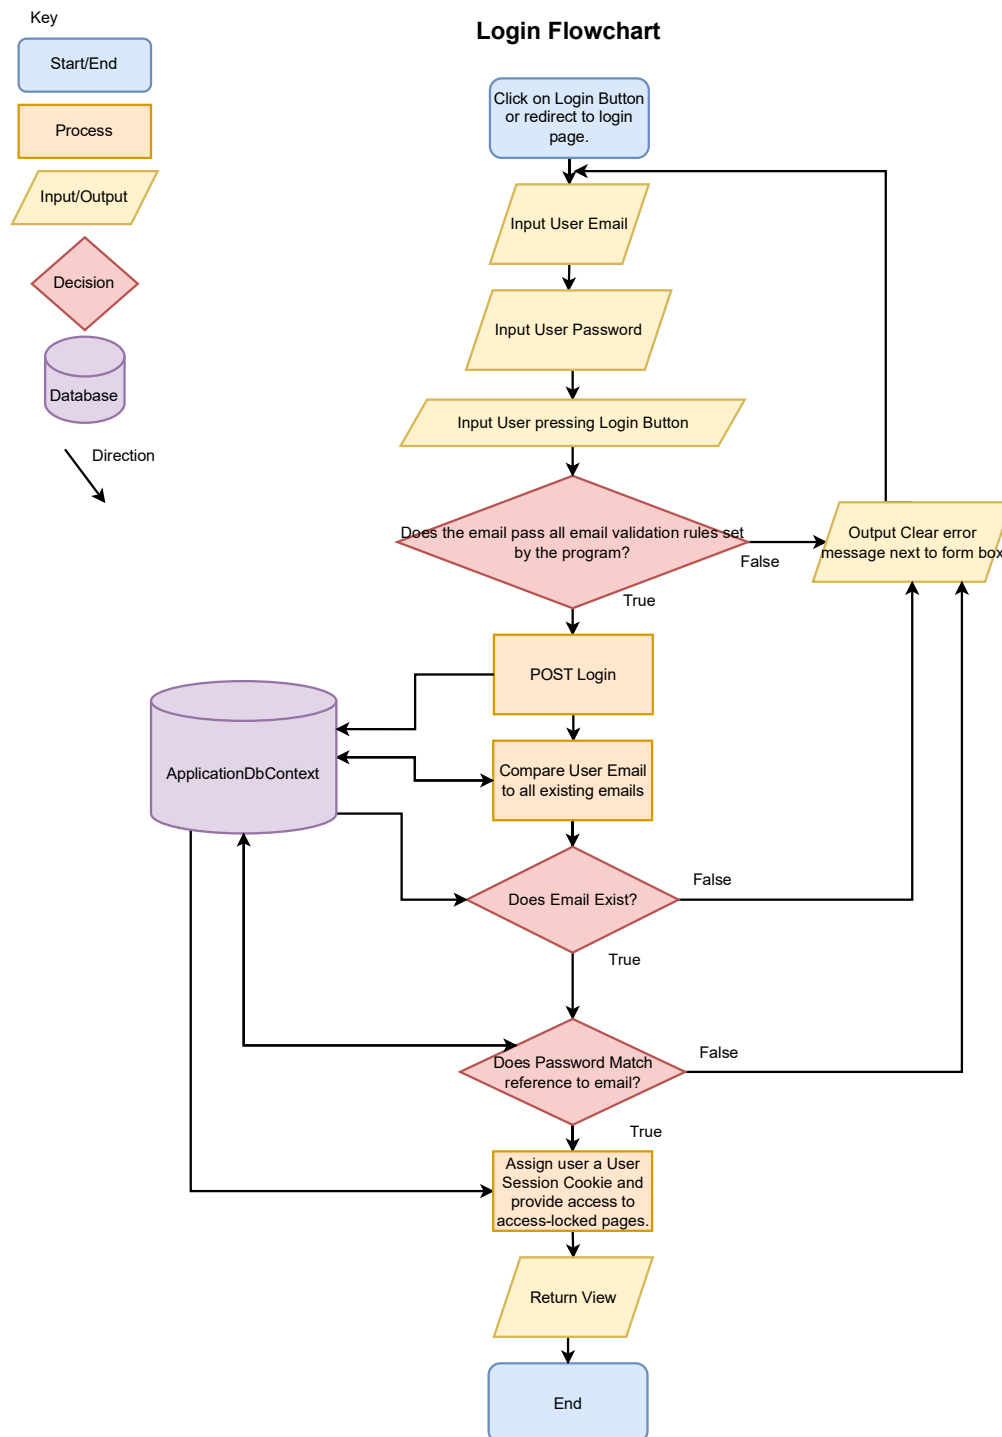 Key
Login Flowchart
Start/End
Process
Input/Output
Decision
Database
Direction
Click on Login Button
or redirect to login
page.
Input User Email
Input User Password
Input User pressing Login Button
Does the email pass all email validation rules set
by the program?
False
True
Output Clear error
message next to form box
POST Login
ApplicationDbContext
Compare User Email
to all existing emails
Does Email Exist?
False
True
Does Password Match
reference to email?
False
True
Assign user a User
Session Cookie and
provide access to
access-locked pages.
Return View
End